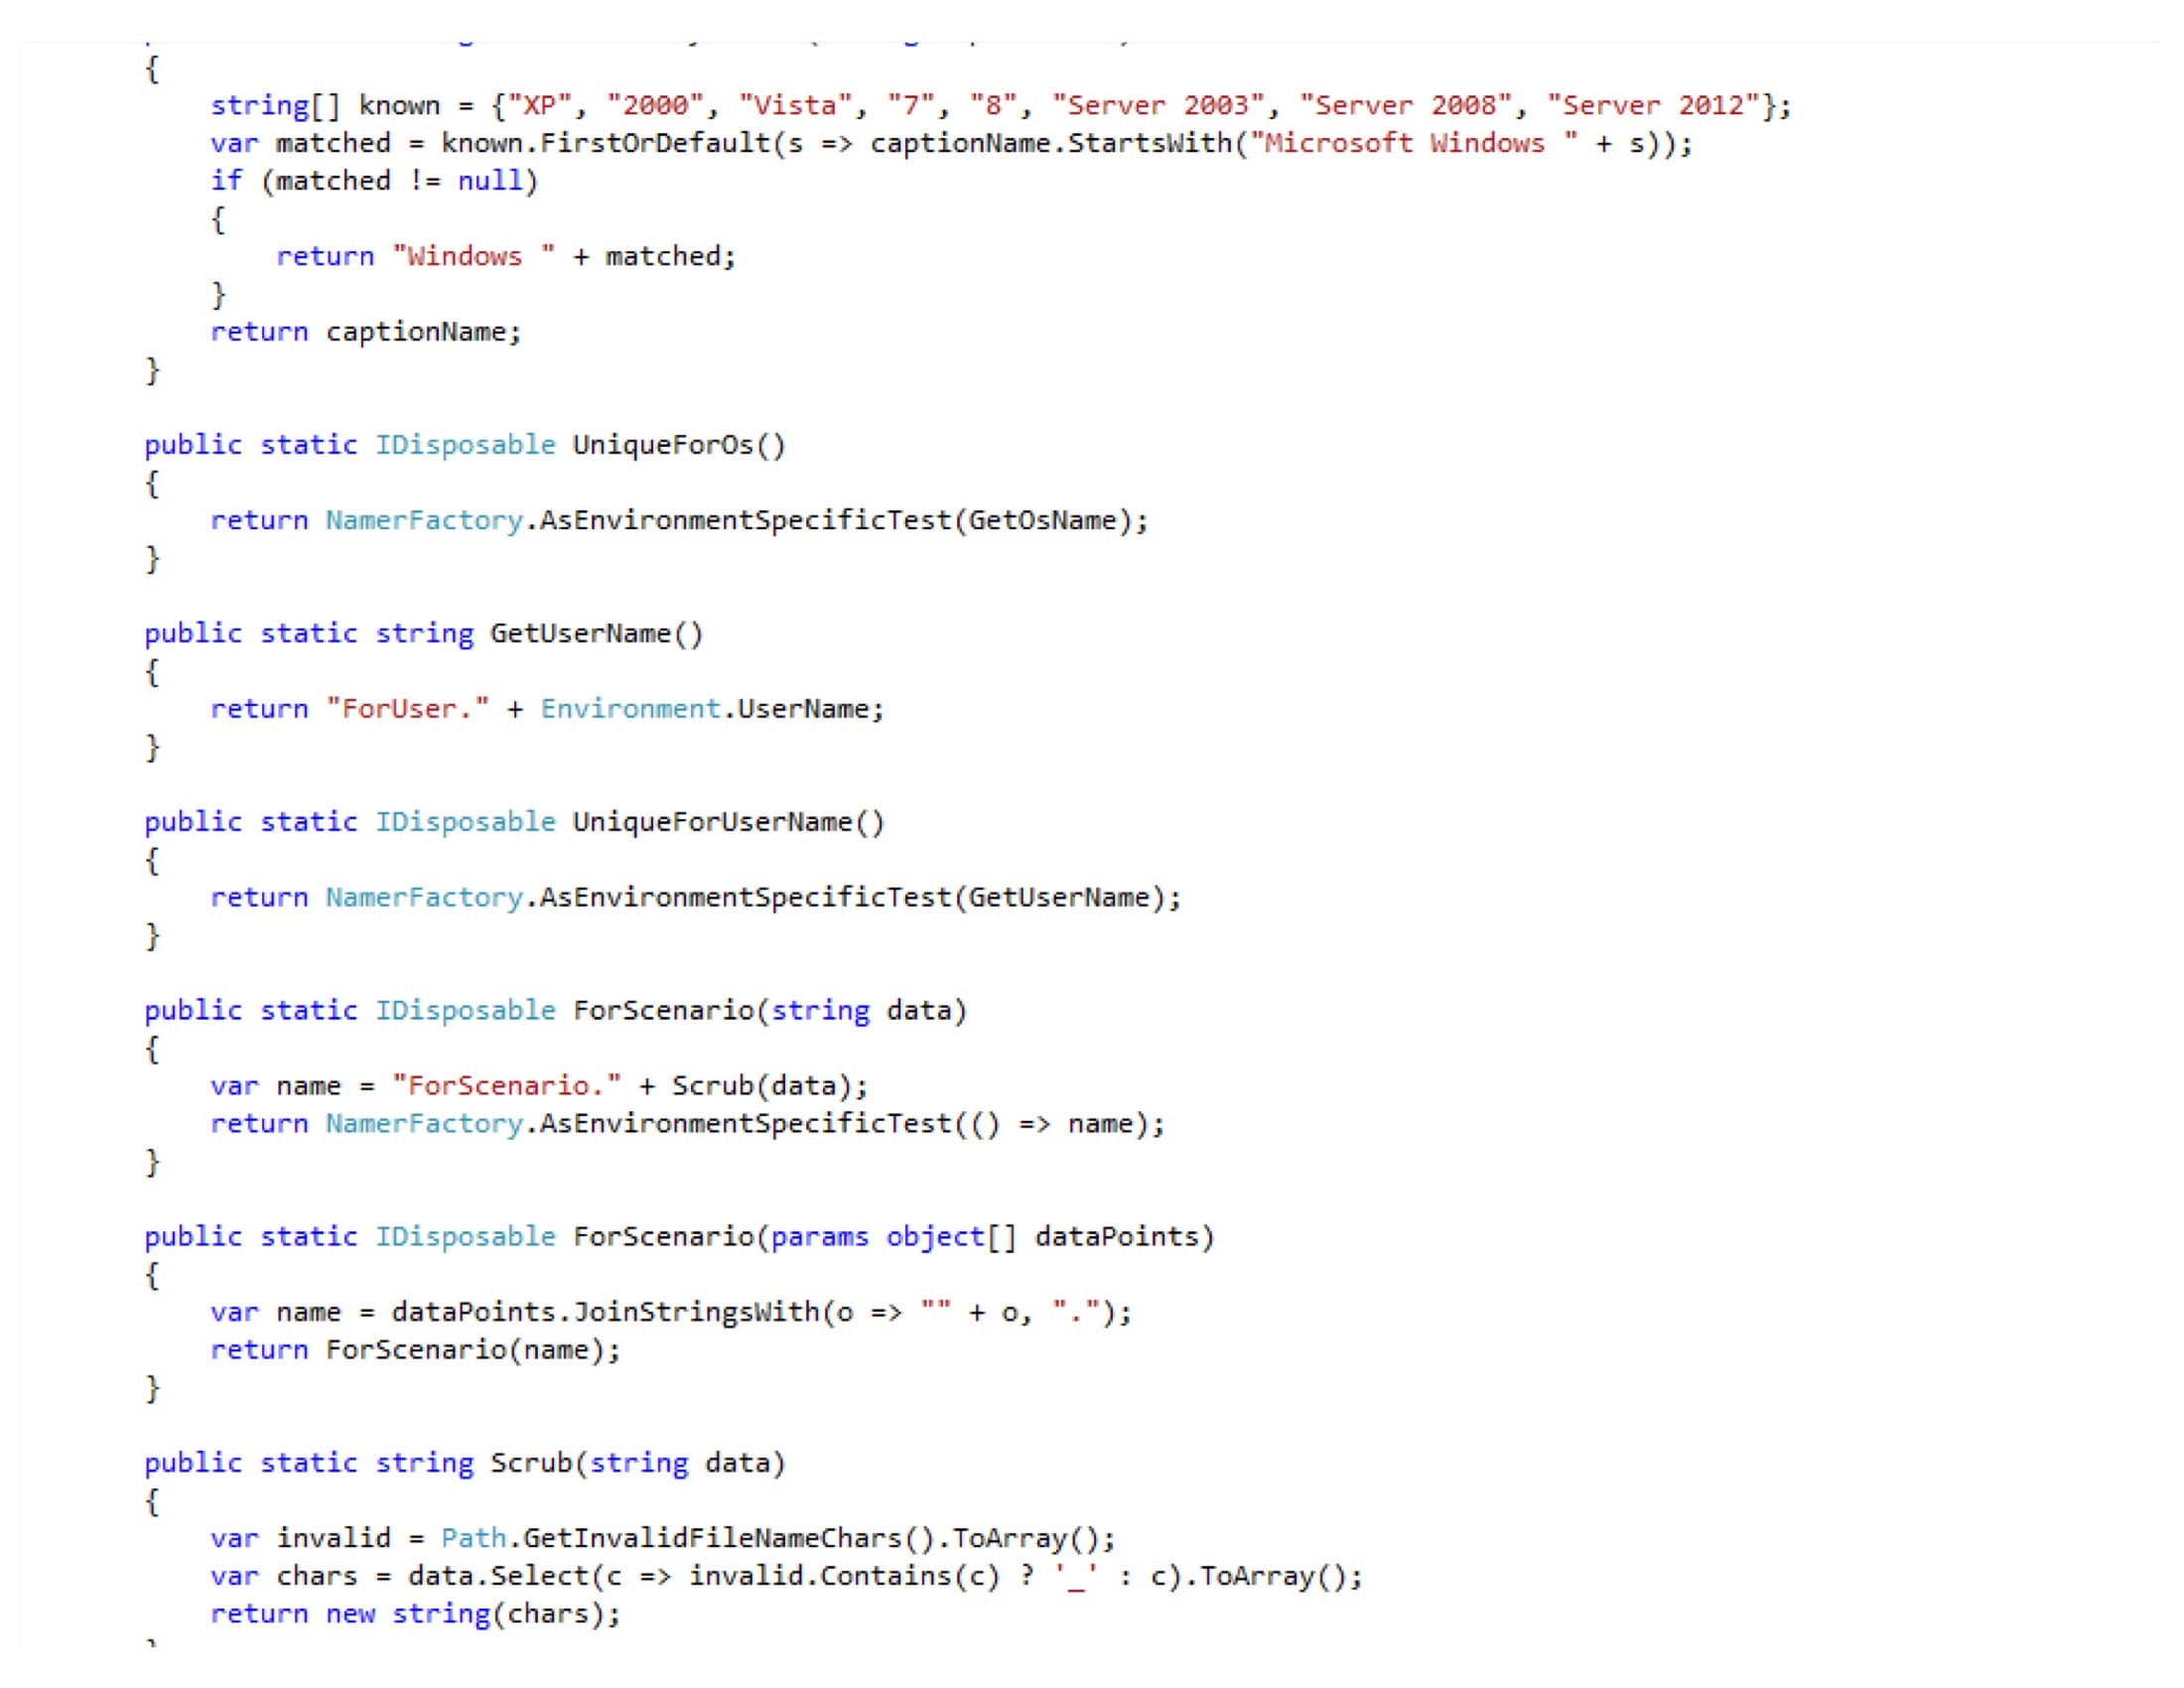 {
string[] known = {"XP", "2000", "Vista", "7", "8", "Server 2003", "Server 2008", "Server 2012"};
var matched = known.FirstOrDefault(s => captionName.StartsWith("Microsoft Windows " + s));
if (matched != null)
{
return "Windows " + matched;
}
return captionName;
}
public static IDisposable UniqueForOs()
{
return NamerFactory.AsEnvironmentSpecificTest(GetOsName);
}
public static string GetUserName()
{
return "ForUser." + Environment.UserName;
}
public static IDisposable UniqueForUserName()
{
return NamerFactory.AsEnvironmentSpecificTest(GetUserName);
}
public static IDisposable ForScenario(string data)
{
var name = "ForScenario." + Scrub(data);
return NamerFactory.AsEnvironmentSpecificTest(() => name);
}
public static IDisposable ForScenario(params object[] dataPoints)
{
var name = dataPoints.JoinStringsWith(o => "" + o, ".");
return ForScenario(name);
}
public static string Scrub(string data)
{
var invalid = Path.GetInvalidFileNameChars().ToArray();
var chars = data.Select(c => invalid.Contains(c) ? '_' : c).ToArray();
return new string(chars);